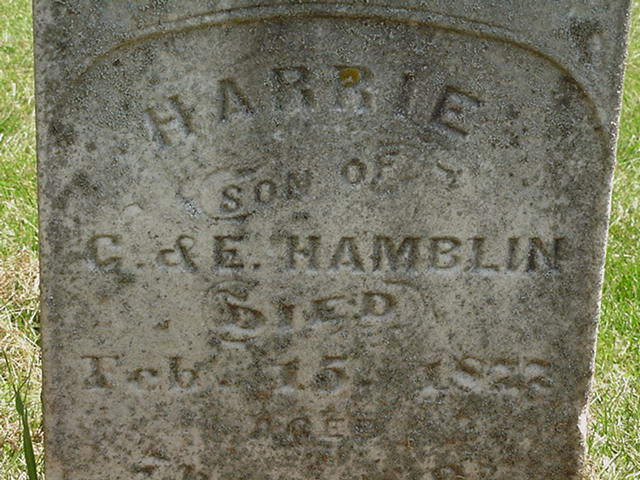 HARRIE
SON OF
G. & E. HAMBLIN
DIED
Feb. 15,
AGED